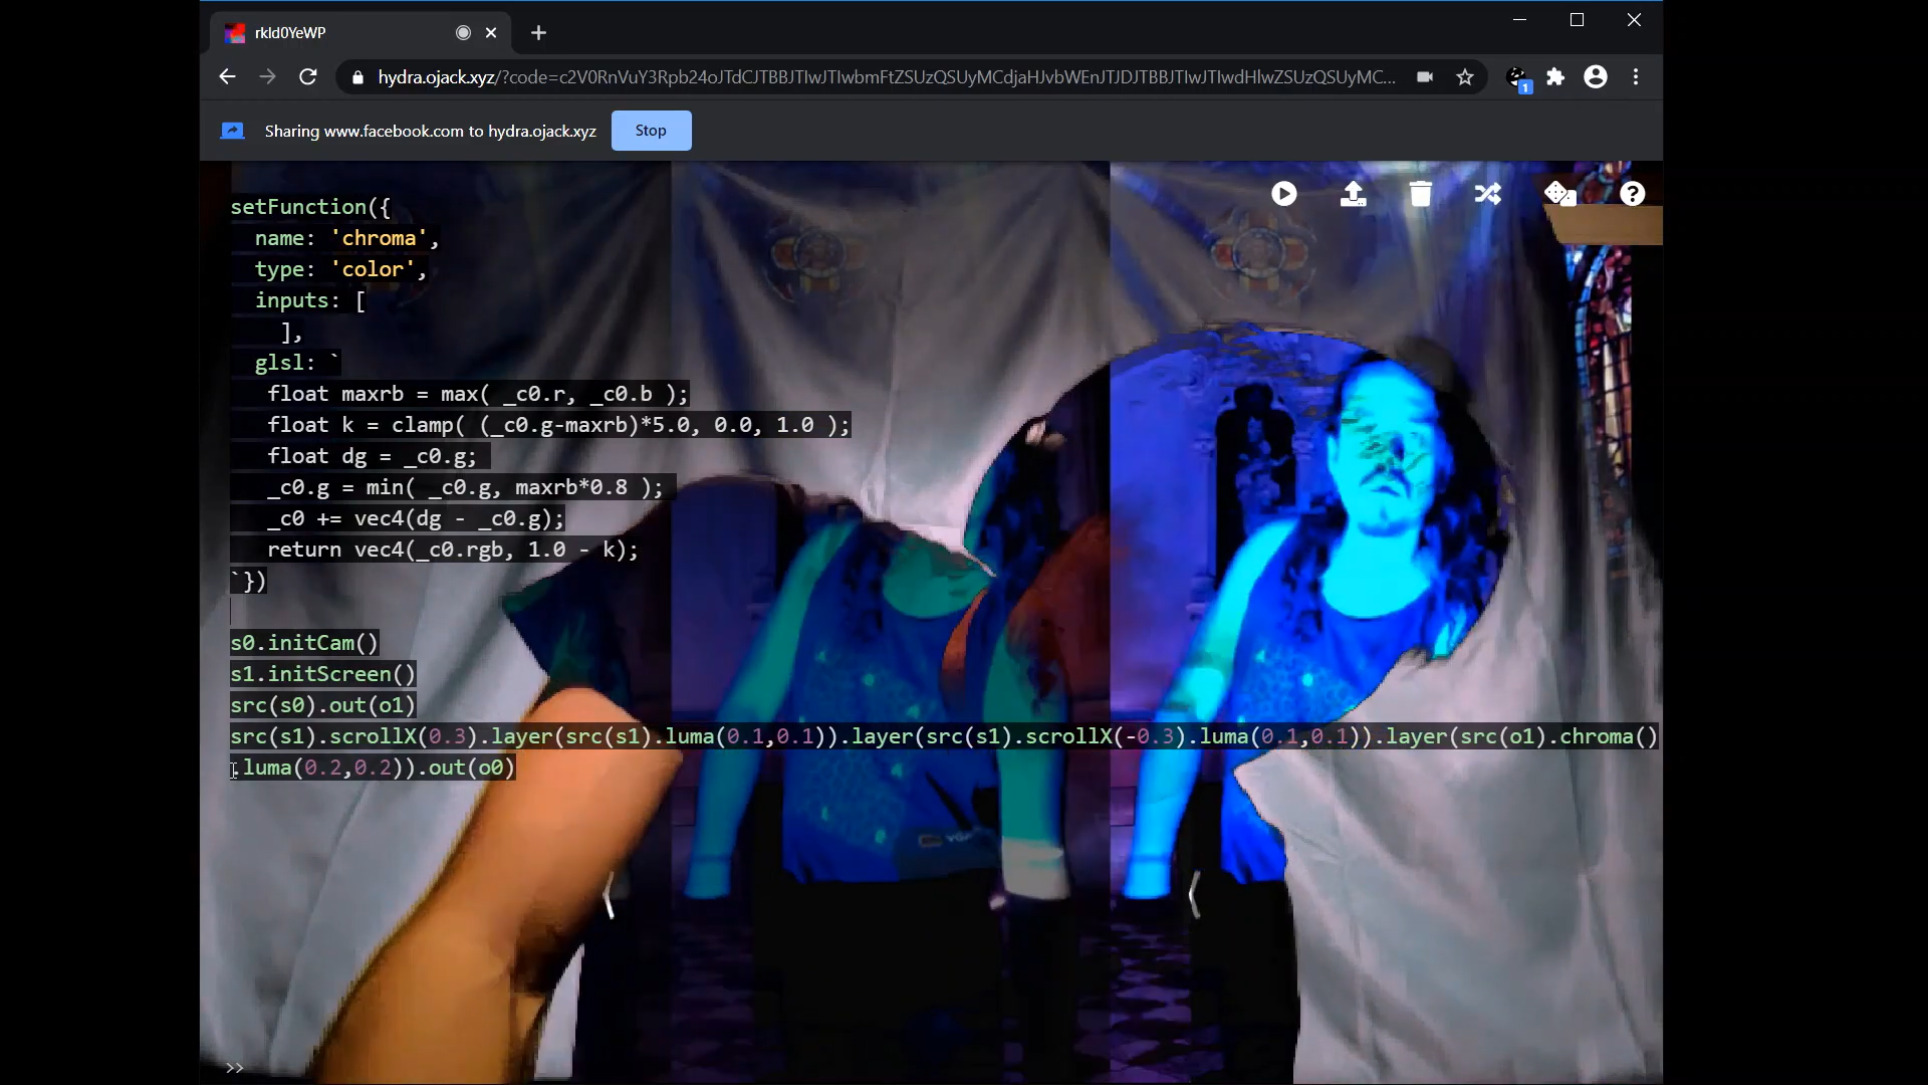 rkld0YeWP
hydra.ojack.xyz/?code=c2V0RnVuY3Rpb24oJTdCJTBBJTIwJTIwbmFtZSUzQSUyMCdjaHJvbWEnJTJDJTBBJTIwJTIwdHlwZSUzQSUyMC...
1
Sharing www.facebook.com to hydra.ojack.xyz
Stop
setFunction({
name: 'chroma',
type: 'color',
inputs: [
],
glsl: `
float maxrb = max( _c0.r, _c0.b );
float k = clamp( (_c0.g-maxrb)*5.0, 0.0, 1.0 );
float dg = _c0.g;
_c0.g = min( _c0.g, maxrb*0.8 );
_c0 += vec4(dg - _c0.g);
return vec4(_c0.rgb, 1.0 - k);
`})
s0.initCam()
s1.initScreen()
src(s0).out(o1)
src(s1).scrollX(0.3).layer(src(s1).luma(0.1,0.1)).layer(src(s1).scrollX(-0.3).luma(0.1,0.1)).layer(src(o1).chroma()
.luma(0.2,0.2)).out(o0)
>>